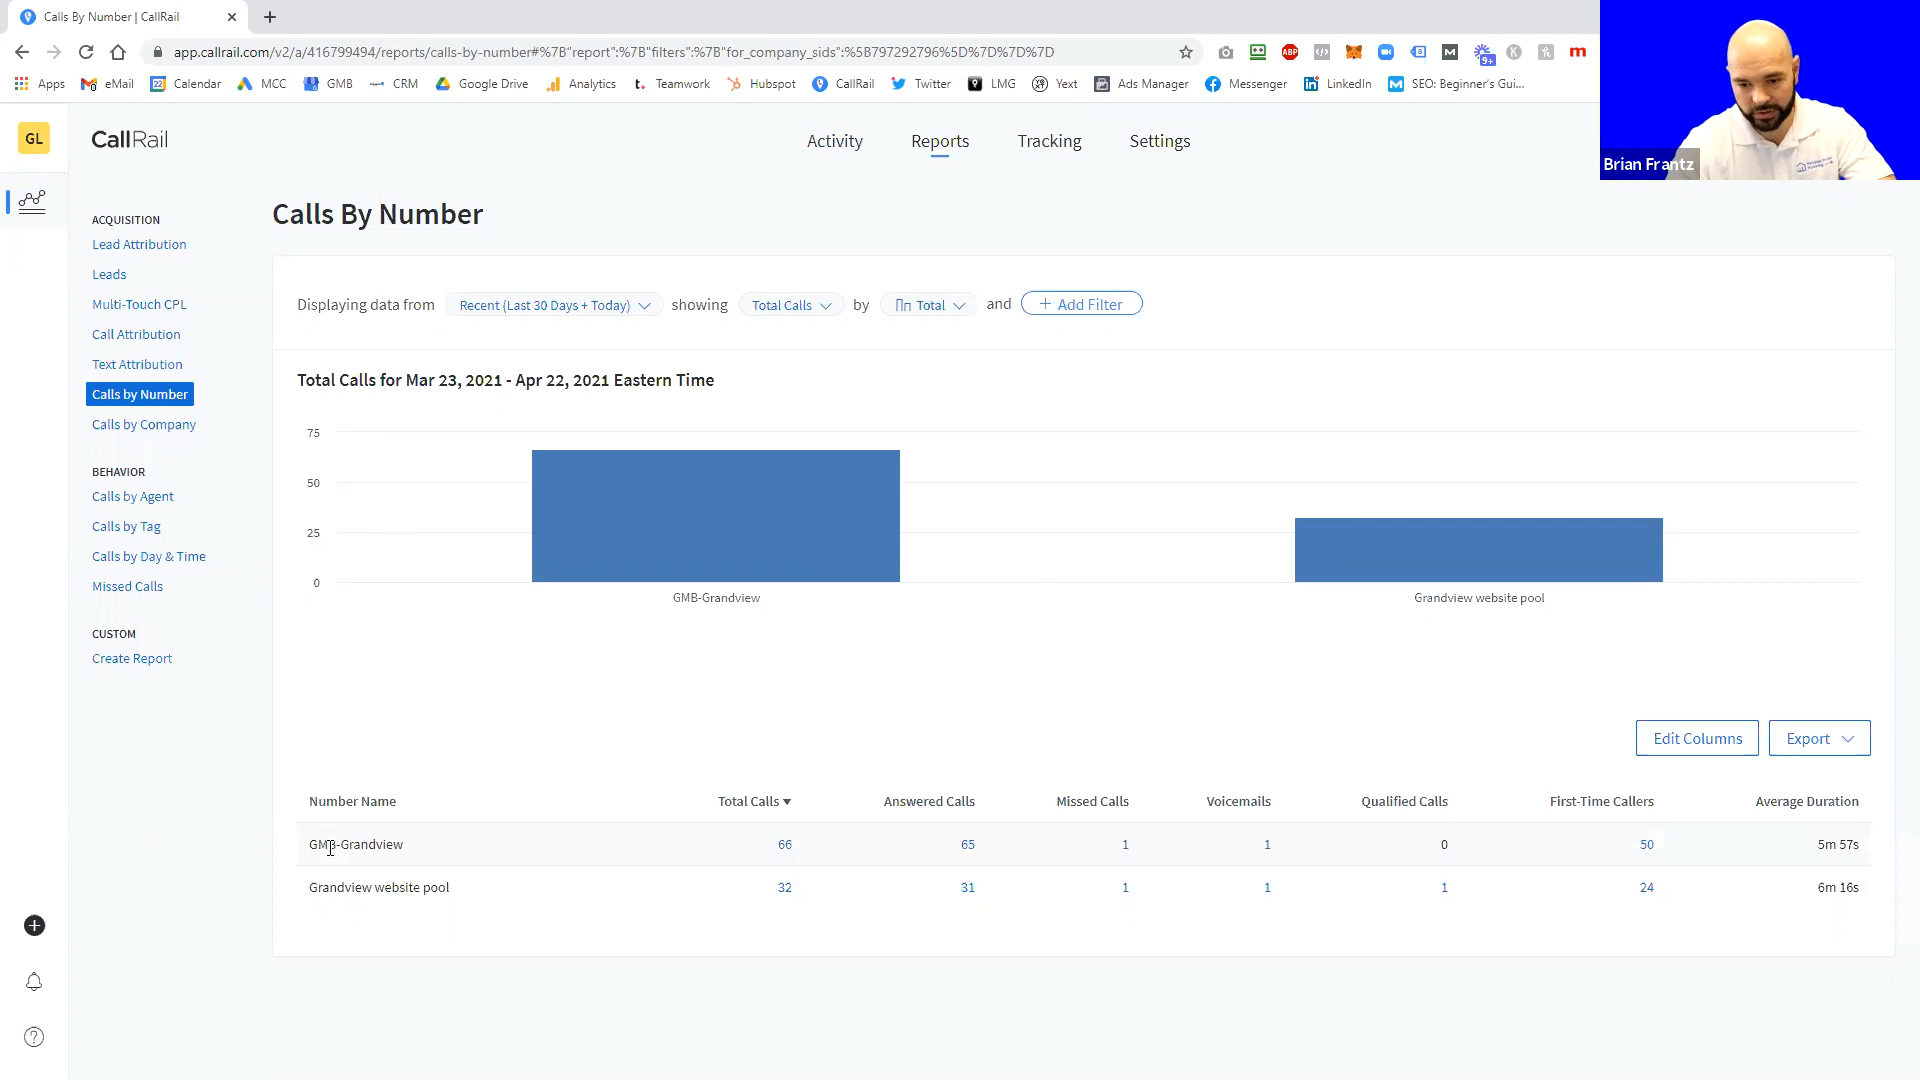 Calls By Number | CallRail
app.callrail.com/v2/a/416799494/reports/calls-by-number#%7B"report":%7B"filters":%7B"for_company_sids":%5B797292796%5D%7D%7D%7D
ABP
M
9+
K
m
Apps
eMail
22
Calendar
MCC
GMB
CRM
Google Drive
Analytics
t.
Teamwork
Hubspot
CallRail
Twitter
LMG
Yext
Ads Manager
Messenger
LinkedIn
SEO: Beginner's Gui...
Brian Frantz
GL
CallRail
Activity
Reports
Tracking
Settings
ACQUISITION
Lead Attribution
Leads
Multi-Touch CPL
Call Attribution
Text Attribution
Calls by Number
Calls by Company
BEHAVIOR
Calls by Agent
Calls by Tag
Calls by Day & Time
Missed Calls
CUSTOM
Create Report
Calls By Number
Displaying data from Recent (Last 30 Days + Today) showing Total Calls by Total and + Add Filter
Total Calls for Mar 23, 2021 - Apr 22, 2021 Eastern Time
75
50
25
0
GMB-Grandview
Grandview website pool
Edit Columns
Export
Number Name Total Calls Answered Calls Missed Calls Voicemails Qualified Calls First-Time Callers Average Duration
GMB-Grandview 66 65 1 1 0 50 5m 57s
Grandview website pool 32 31 1 1 1 24 6m 16s